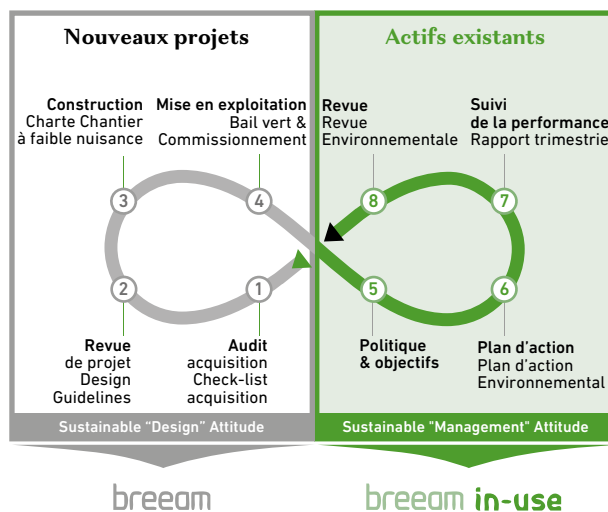 Nouveaux projets
Construction
Charte Chantier
à faible nuisance
Mise en exploitation
Bail vert &
Commissionnement
3
4
2
1
Revue
de projet
Design
Guidelines
Audit
acquisition
Check-list
acquisition
Sustainable “Design” Attitude
breeam
Actifs existants
Revue
Revue
Environnementale
Suivi
de la performance
Rapport trimestrie
8
7
5
6
Politique
& objectifs
Plan d’action
Plan d’action
Environnemental
Sustainable "Management" Attitude
breeam in-use